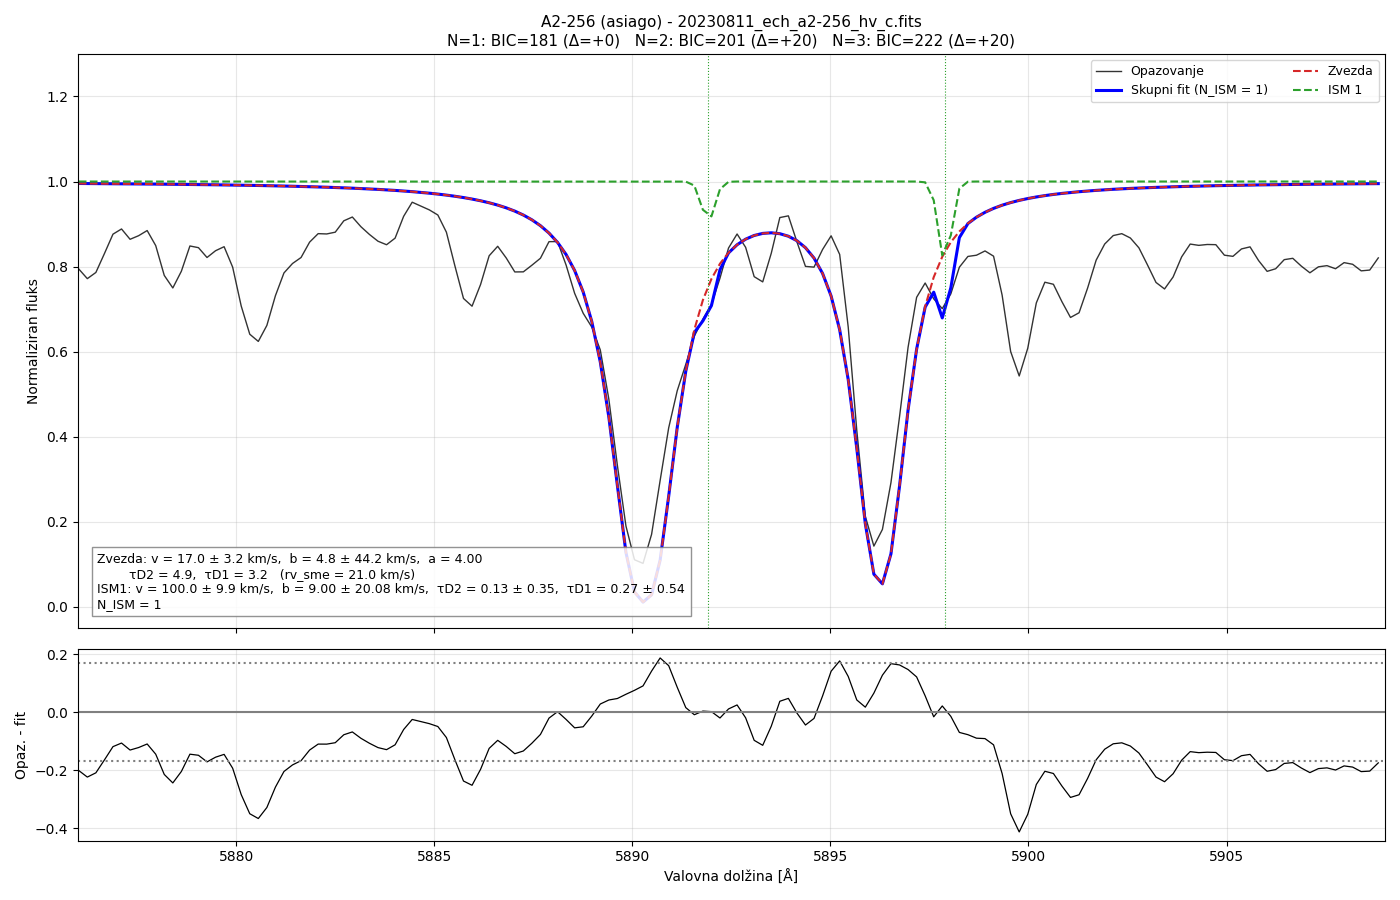 A2-256 (asiago) - 20230811_ech_a2-256_hv_c.fits
N=1: BIC=181 (Δ=+0)   N=2: BIC=201 (Δ=+20)   N=3: BIC=222 (Δ=+20)
Opazovanje
Skupni fit (N_ISM = 1)
Zvezda
ISM 1
Normaliziran fluks
1.2
1.0
0.8
0.6
0.4
0.2
0.0
Zvezda: v = 17.0 ± 3.2 km/s,  b = 4.8 ± 44.2 km/s,  a = 4.00
τD2 = 4.9,  τD1 = 3.2   (rv_sme = 21.0 km/s)
ISM1: v = 100.0 ± 9.9 km/s,  b = 9.00 ± 20.08 km/s,  τD2 = 0.13 ± 0.35,  τD1 = 0.27 ± 0.54
N_ISM = 1
Opaz. - fit
0.2
0.0
−0.2
−0.4
5880
5885
5890
5895
5900
5905
Valovna dolžina [Å]